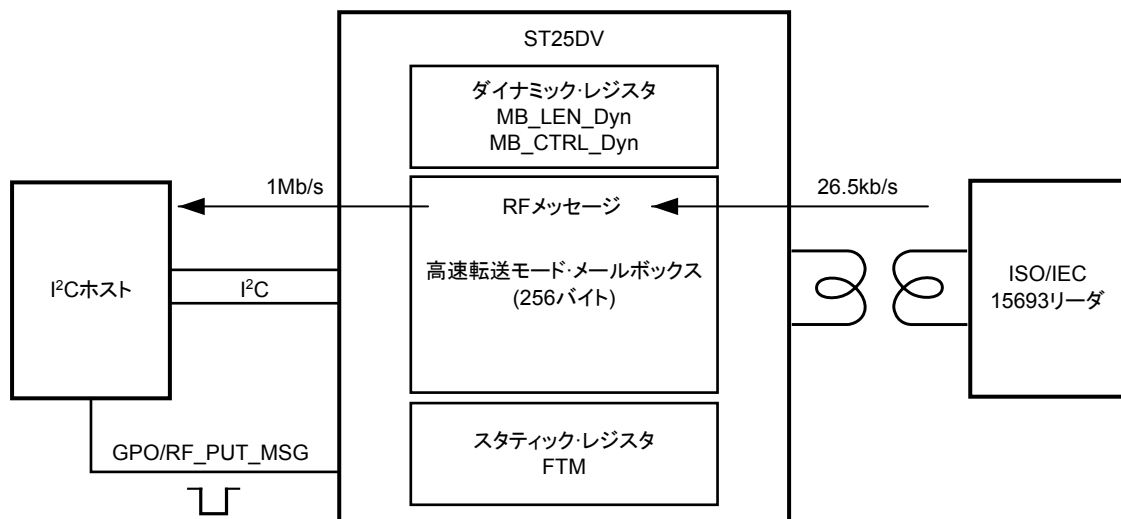 ST25DV
ダイナミック·レジスタ
MB_LEN_Dyn
MB_CTRL_Dyn
1Mb/s
RFメッセージ
26.5kb/s
高速転送モード·メールボックス
(256バイト)
I²Cホスト
I²C
ISO/IEC
15693リーダ
スタティック·レジスタ
FTM
GPO/RF_PUT_MSG